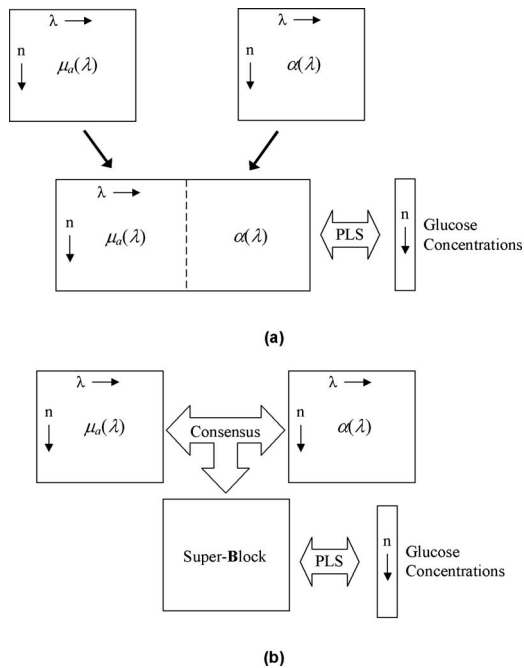 λ → λ →
n μa(λ) n α(λ)
λ →
n μa(λ) α(λ) PLS n Glucose
Concentrations
(a)
λ → λ →
n μa(λ) Consensus n α(λ)
Super-Block PLS n Glucose
Concentrations
(b)